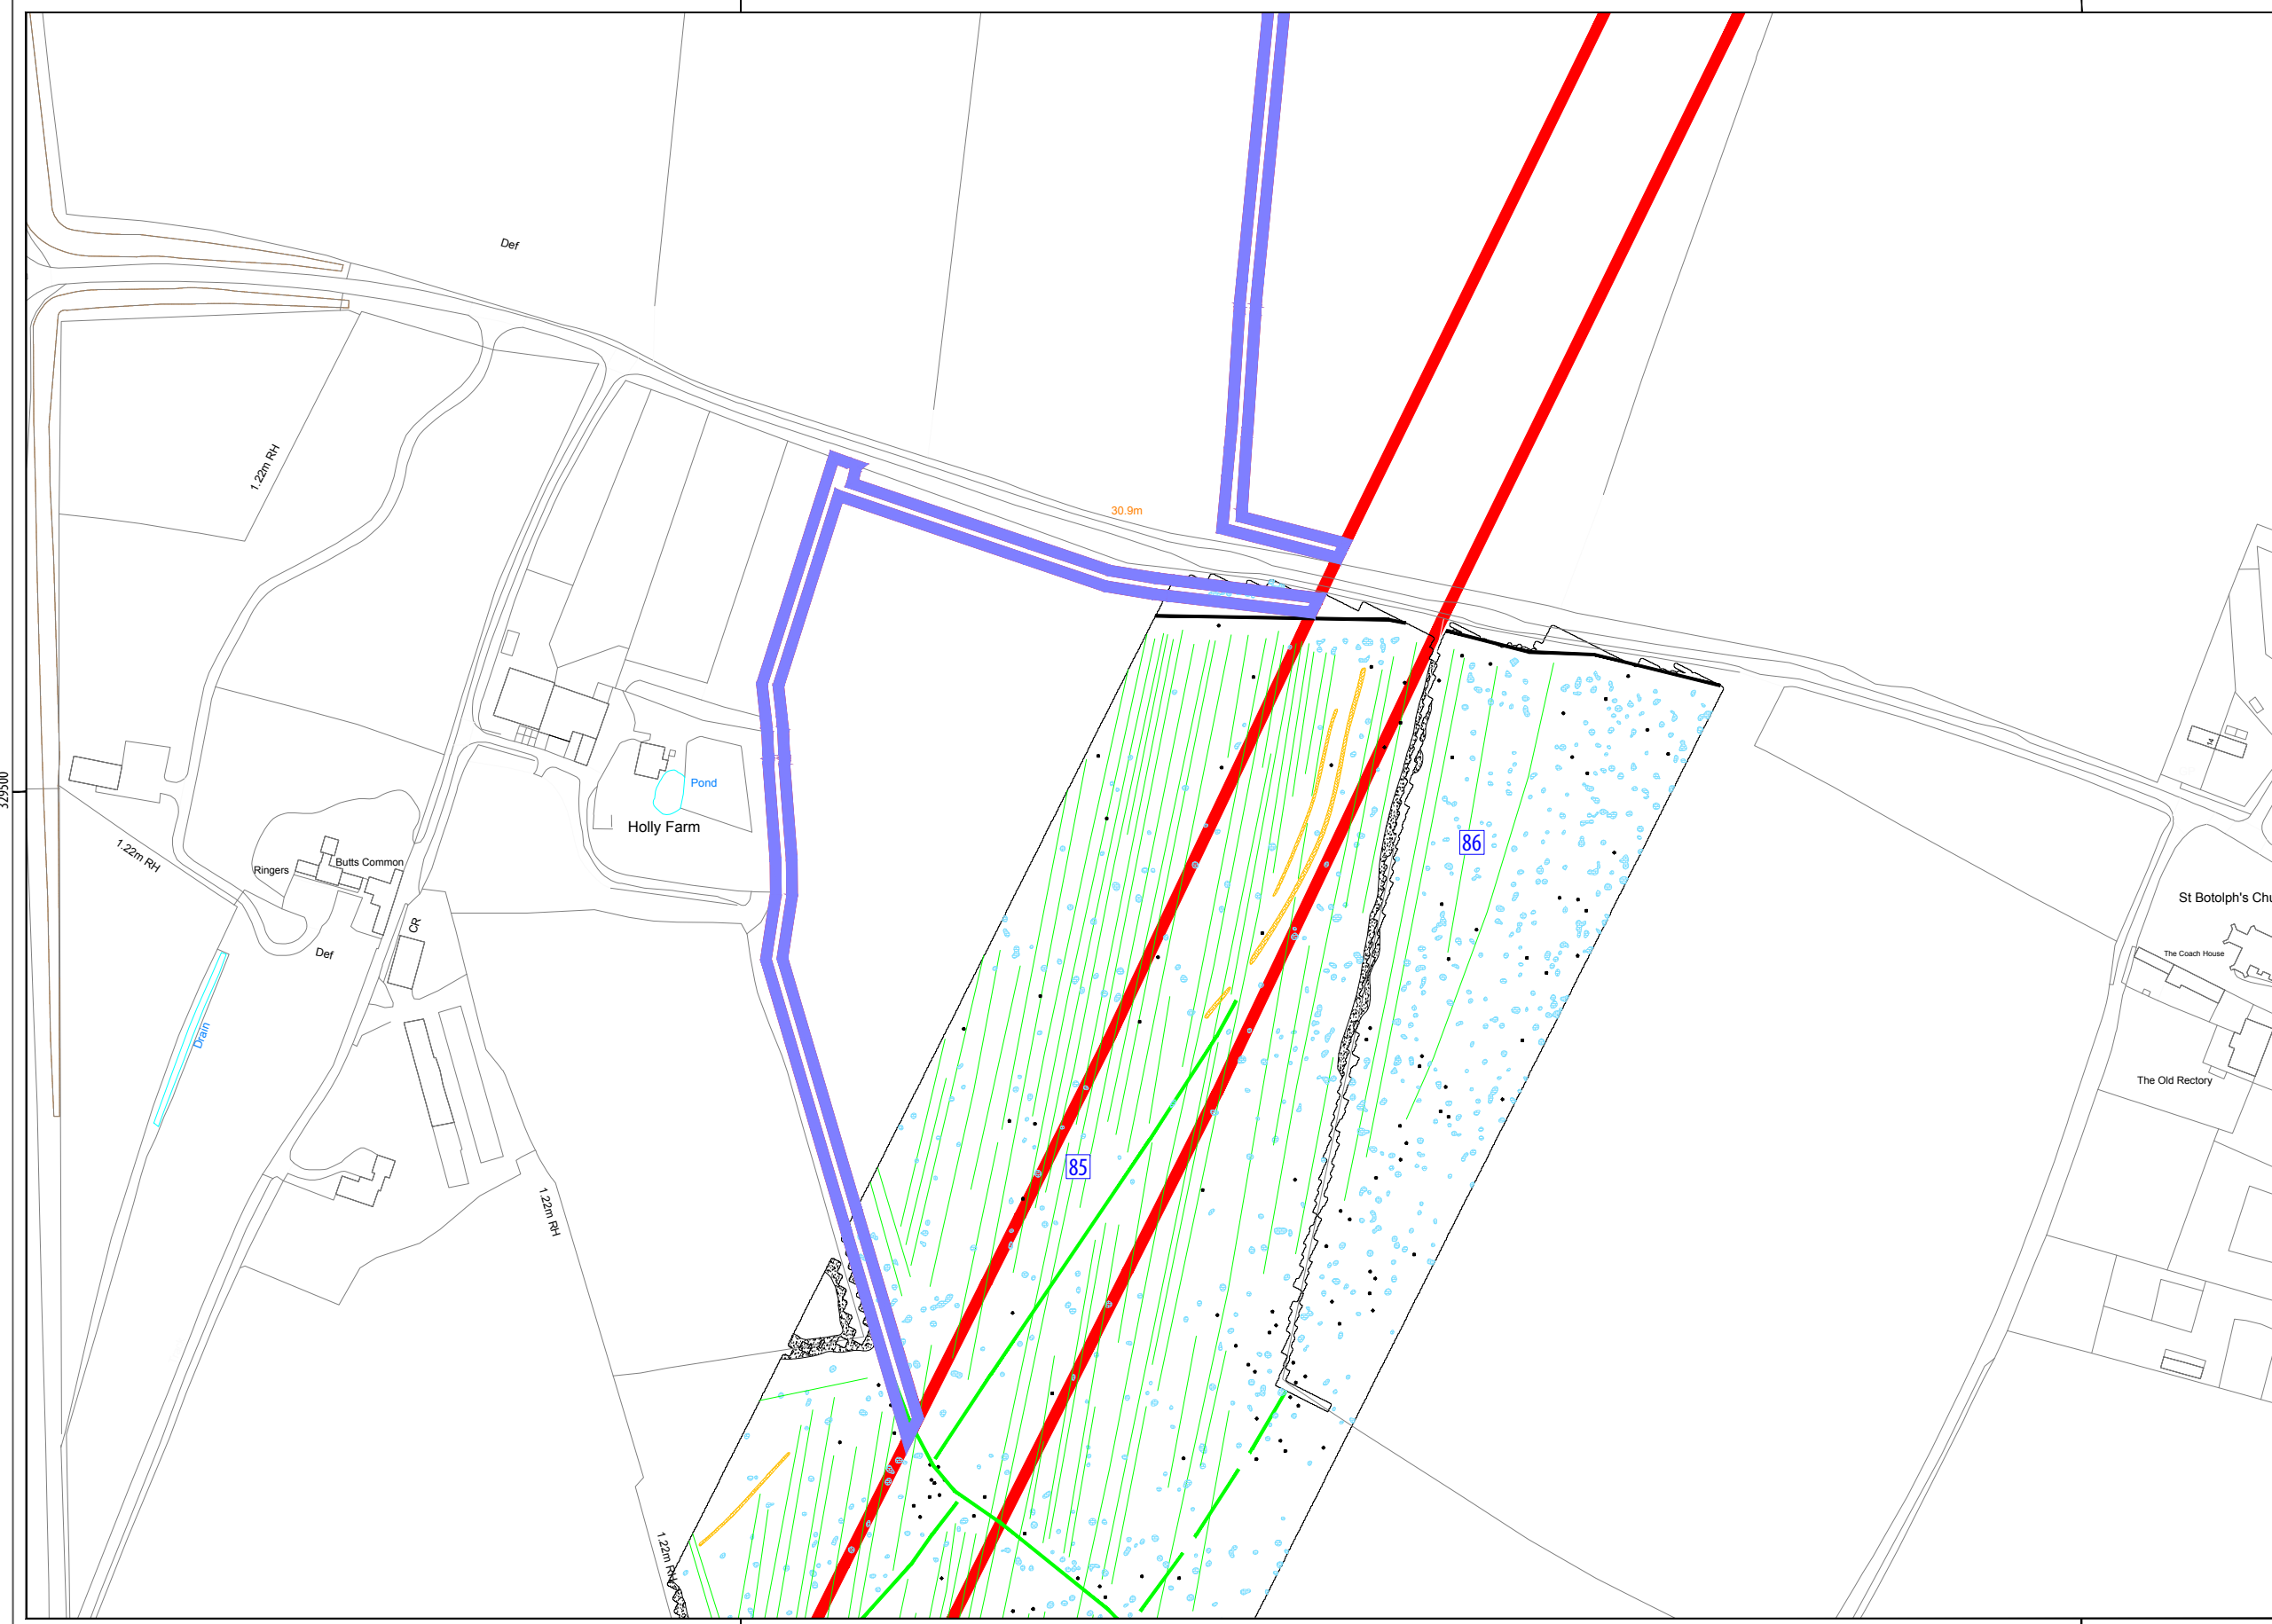 Def
1.22m RH
30.9m
329500
Pond
Holly Farm
1.22m RH
Ringers
Butts Common
86
CR
Def
St Botolph's Chu
The Coach House
14
Drain
The Old Rectory
85
1.22m RH
1.22m RH